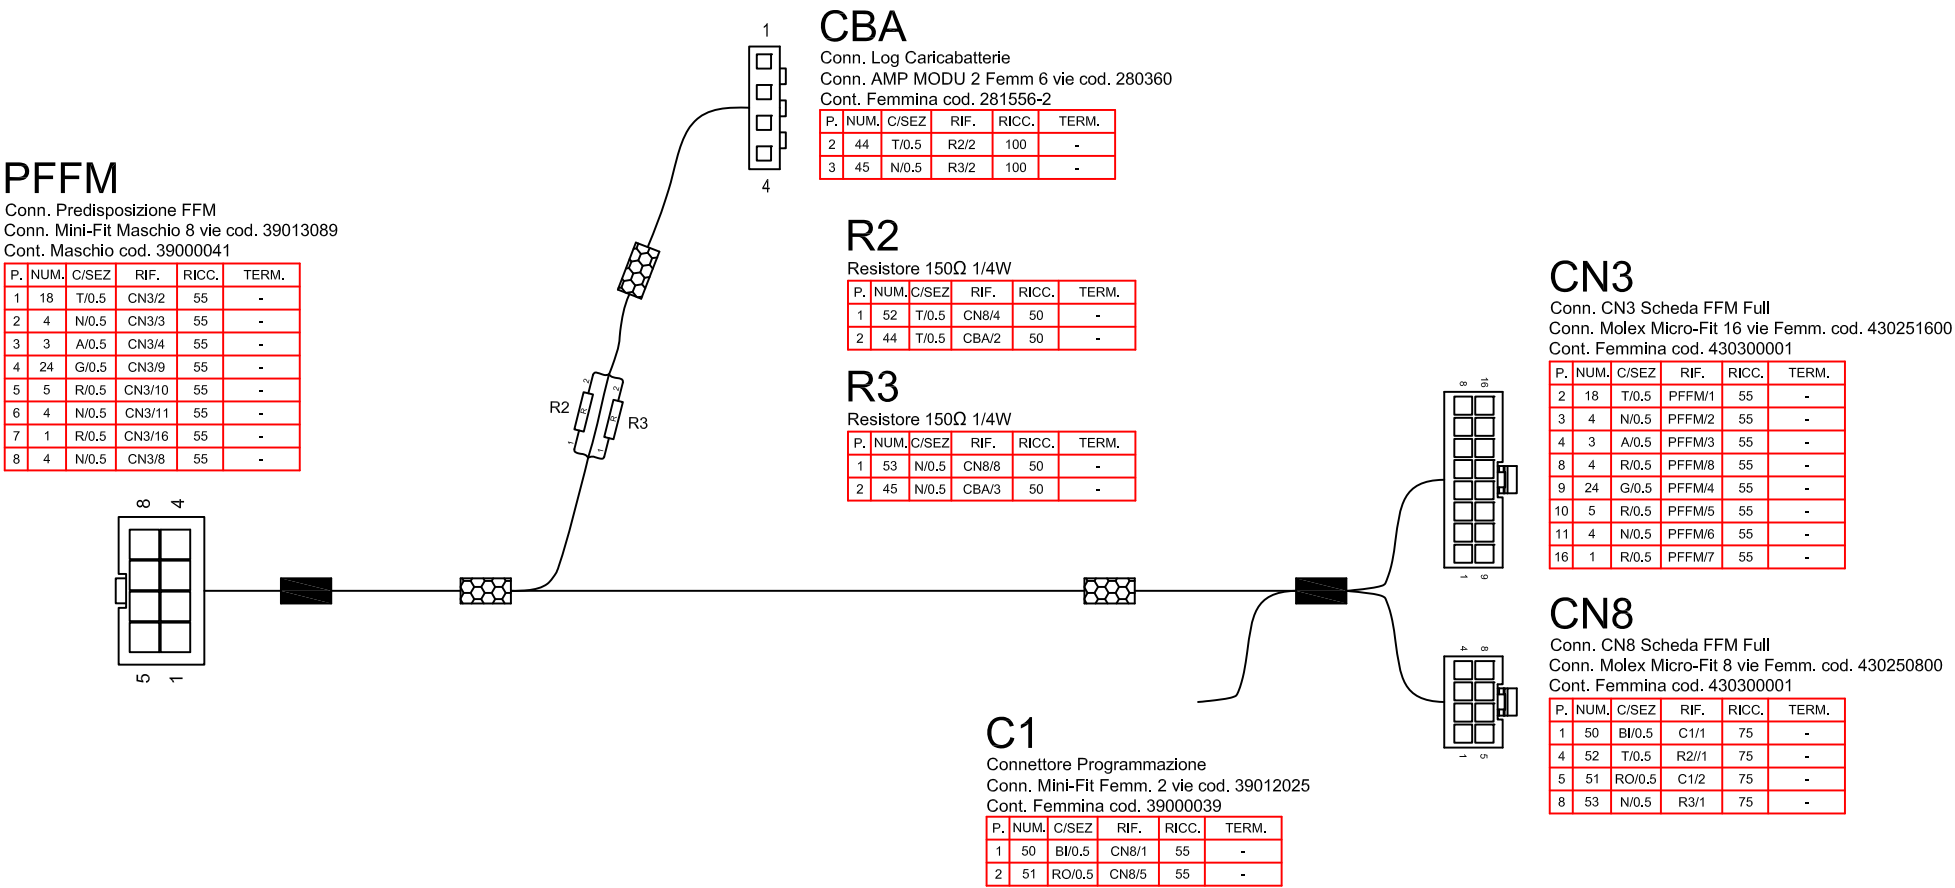 CBA
Conn. Log Caricabatterie
Conn. AMP MODU 2 Femm 6 vie cod. 280360
Cont. Femmina cod. 281556-2
P. NUM. C/SEZ RIF. RICC. TERM.
2 44 T/0.5 R2/2 100 -
3 45 N/0.5 R3/2 100 -
1
4
PFFM
Conn. Predisposizione FFM
Conn. Mini-Fit Maschio 8 vie cod. 39013089
Cont. Maschio cod. 39000041
P. NUM. C/SEZ RIF. RICC. TERM.
1 18 T/0.5 CN3/2 55 -
2 4 N/0.5 CN3/3 55 -
3 3 A/0.5 CN3/4 55 -
4 24 G/0.5 CN3/9 55 -
5 5 R/0.5 CN3/10 55 -
6 4 N/0.5 CN3/11 55 -
7 1 R/0.5 CN3/16 55 -
8 4 N/0.5 CN3/8 55 -
8 4
5 1
R2
Resistore 150Ω 1/4W
P. NUM. C/SEZ RIF. RICC. TERM.
1 52 T/0.5 CN8/4 50 -
2 44 T/0.5 CBA/2 50 -
R3
Resistore 150Ω 1/4W
P. NUM. C/SEZ RIF. RICC. TERM.
1 53 N/0.5 CN8/8 50 -
2 45 N/0.5 CBA/3 50 -
2 2
R2 R R R3
1 1
CN3
Conn. CN3 Scheda FFM Full
Conn. Molex Micro-Fit 16 vie Femm. cod. 430251600
Cont. Femmina cod. 430300001
P. NUM. C/SEZ RIF. RICC. TERM.
2 18 T/0.5 PFFM/1 55 -
3 4 N/0.5 PFFM/2 55 -
4 3 A/0.5 PFFM/3 55 -
8 4 R/0.5 PFFM/8 55 -
9 24 G/0.5 PFFM/4 55 -
10 5 R/0.5 PFFM/5 55 -
11 4 N/0.5 PFFM/6 55 -
16 1 R/0.5 PFFM/7 55 -
8 16
1 9
CN8
Conn. CN8 Scheda FFM Full
Conn. Molex Micro-Fit 8 vie Femm. cod. 430250800
Cont. Femmina cod. 430300001
P. NUM. C/SEZ RIF. RICC. TERM.
1 50 BI/0.5 C1/1 75 -
4 52 T/0.5 R2//1 75 -
5 51 RO/0.5 C1/2 75 -
8 53 N/0.5 R3/1 75 -
4 8
1 5
C1
Connettore Programmazione
Conn. Mini-Fit Femm. 2 vie cod. 39012025
Cont. Femmina cod. 39000039
P. NUM. C/SEZ RIF. RICC. TERM.
1 50 BI/0.5 CN8/1 55 -
2 51 RO/0.5 CN8/5 55 -